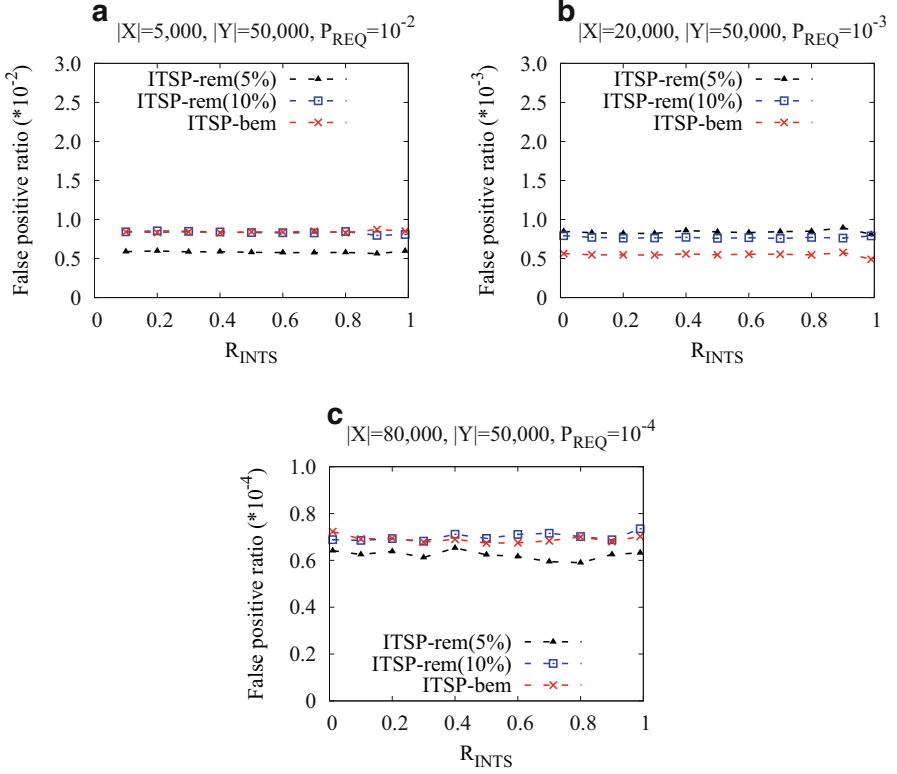 a
|X|=5,000, |Y|=50,000, P_REQ=10^-2
False positive ratio (*10^-2)
3.0
2.5
2.0
1.5
1.0
0.5
0
ITSP-rem(5%)
ITSP-rem(10%)
ITSP-bem
0 0.2 0.4 0.6 0.8 1
R_INTS
b
|X|=20,000, |Y|=50,000, P_REQ=10^-3
False positive ratio (*10^-3)
3.0
2.5
2.0
1.5
1.0
0.5
0
ITSP-rem(5%)
ITSP-rem(10%)
ITSP-bem
0 0.2 0.4 0.6 0.8 1
R_INTS
c
|X|=80,000, |Y|=50,000, P_REQ=10^-4
False positive ratio (*10^-4)
1.0
0.8
0.6
0.4
0.2
0
ITSP-rem(5%)
ITSP-rem(10%)
ITSP-bem
0 0.2 0.4 0.6 0.8 1
R_INTS